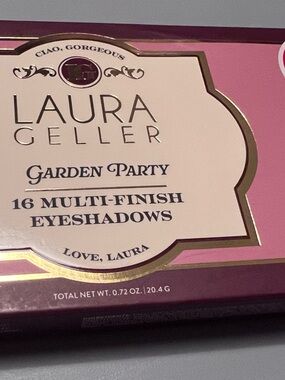 CIAO, GORGEOUS
LG
LAURA
GELLER
GARDEN PARTY
16 MULTI-FINISH
EYESHADOWS
LOVE, LAURA
TOTAL NET WT. 0.72 OZ. | 20.4 G